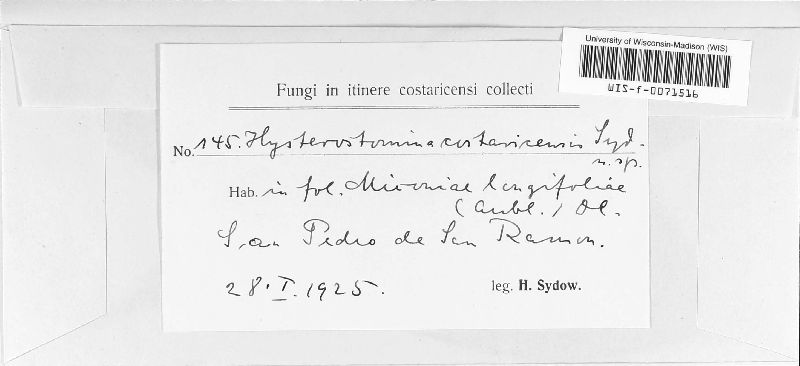 University of Wisconsin-Madison (WIS)
WIS-f-0071516
Fungi in itinere costaricensi collecti
No. 145. Hysterostomina costaricensis Syd.
n. sp.
Hab. in fol. Miconiae longifoliae
(Aubl.) DC.
San Pedro de San Ramon.
28. I. 1925.
leg. H. Sydow.